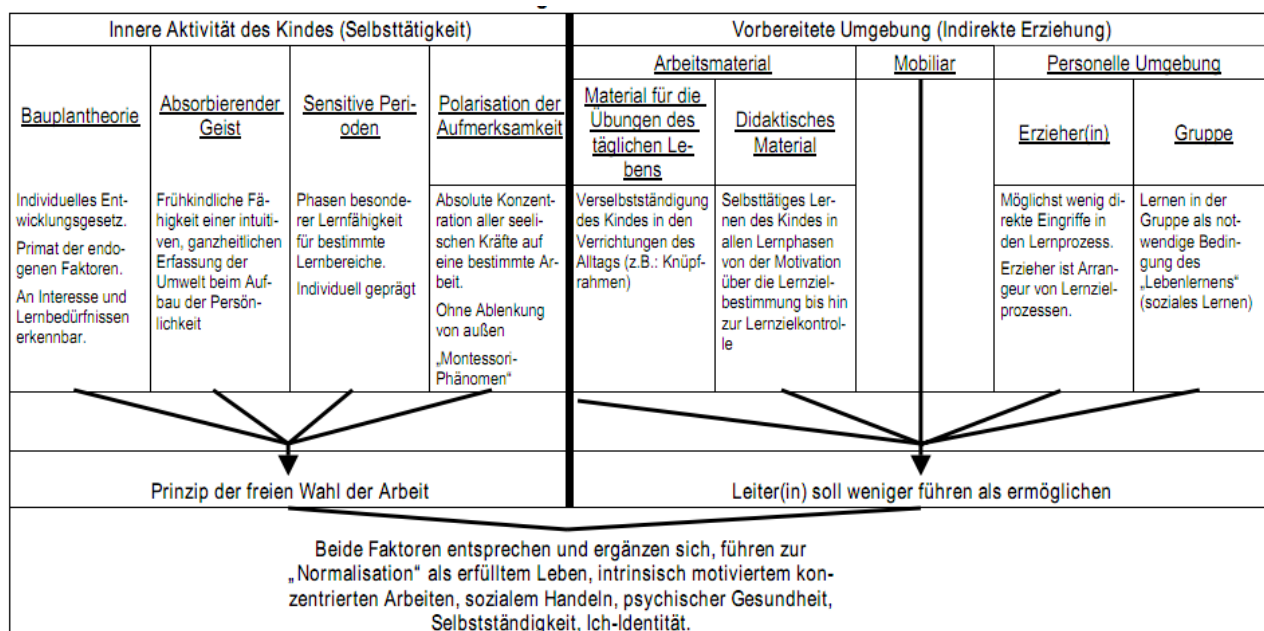 Innere Aktivität des Kindes (Selbsttätigkeit)
Vorbereitete Umgebung (Indirekte Erziehung)
Arbeitsmaterial
Mobiliar
Personelle Umgebung
Bauplantheorie
Absorbierender
Geist
Sensitive Peri-
oden
Polarisation der
Aufmerksamkeit
Material für die
Übungen des
täglichen Le-
bens
Didaktisches
Material
Erzieher(in)
Gruppe
Individuelles Ent-
wicklungsgesetz.
Primat der endo-
genen Faktoren.
An Interesse und
Lernbedürfnissen
erkennbar.
Frühkindliche Fä-
higkeit einer intuiti-
ven, ganzheitlichen
Erfassung der
Umwelt beim Auf-
bau der Persön-
lichkeit
Phasen besonde-
rer Lernfähigkeit
für bestimmte
Lernbereiche.
Individuell geprägt
Absolute Konzent-
ration aller seeli-
schen Kräfte auf
eine bestimmte Ar-
beit.
Ohne Ablenkung
von außen
„Montessori-
Phänomen“
Verselbstständigung
des Kindes in den
Verrichtungen des
Alltags (z.B.: Knüpf-
rahmen)
Selbsttätiges Ler-
nen des Kindes in
allen Lernphasen
von der Motivation
über die Lernziel-
bestimmung bis hin
zur Lernzielkontrol-
le
Möglichst wenig di-
rekte Eingriffe in
den Lernprozess.
Erzieher ist Arran-
geur von Lernziel-
prozessen.
Lernen in der
Gruppe als not-
wendige Bedin-
gung des
„Lebenlernens“
(soziales Lernen)
Prinzip der freien Wahl der Arbeit
Leiter(in) soll weniger führen als ermöglichen
Beide Faktoren entsprechen und ergänzen sich, führen zur
„Normalisation“ als erfülltem Leben, intrinsisch motiviertem kon-
zentrierten Arbeiten, sozialem Handeln, psychischer Gesundheit,
Selbstständigkeit, Ich-Identität.